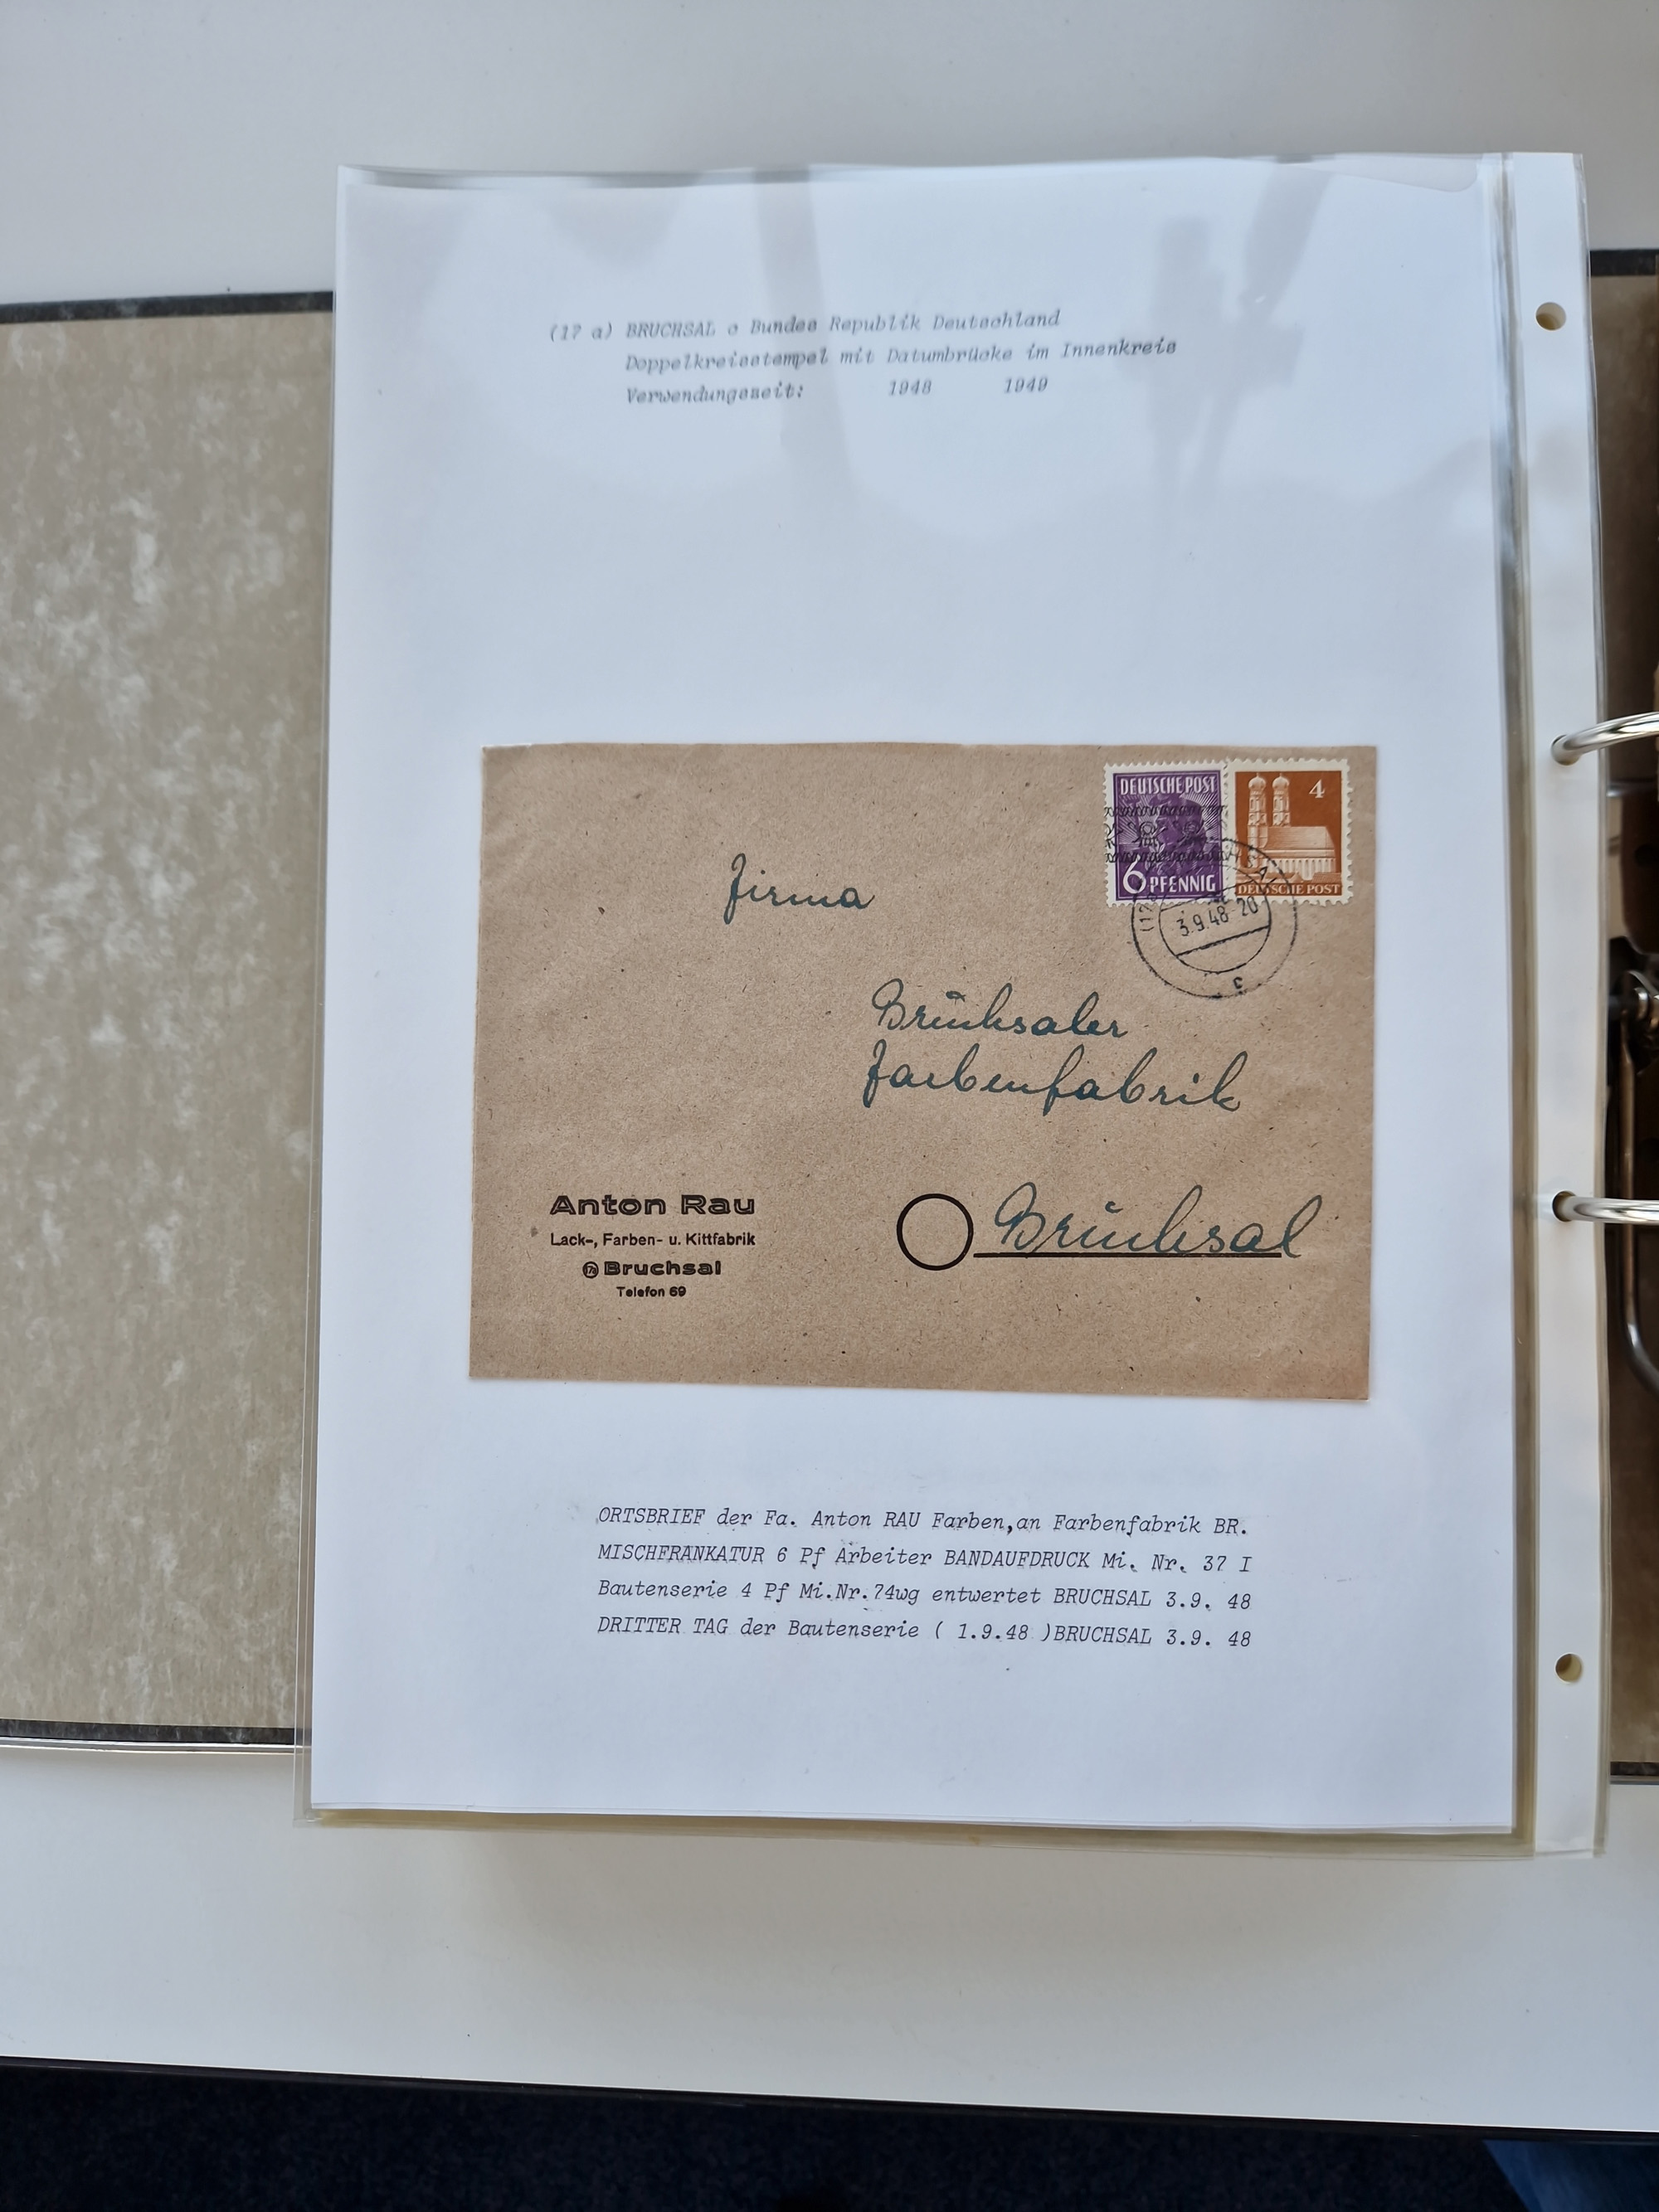 (17 a) BRUCHSAL c Bundes Republik Deutschland
Doppelkreisstempel mit Datumbrücke im Innenkreis
Verwendungszeit: 1948 1949
DEUTSCHE POST
6 PFENNIG
4
DEUTSCHE POST
3.9.48-20
c
Firma
Bruchsaler
Farbenfabrik
Bruchsal
Anton Rau
Lack-, Farben- u. Kittfabrik
17a Bruchsal
Telefon 69
ORTSBRIEF der Fa. Anton RAU Farben,an Farbenfabrik BR.
MISCHFRANKATUR 6 Pf Arbeiter BANDAUFDRUCK Mi. Nr. 37 I
Bautenserie 4 Pf Mi.Nr.74wg entwertet BRUCHSAL 3.9. 48
DRITTER TAG der Bautenserie ( 1.9.48 )BRUCHSAL 3.9. 48